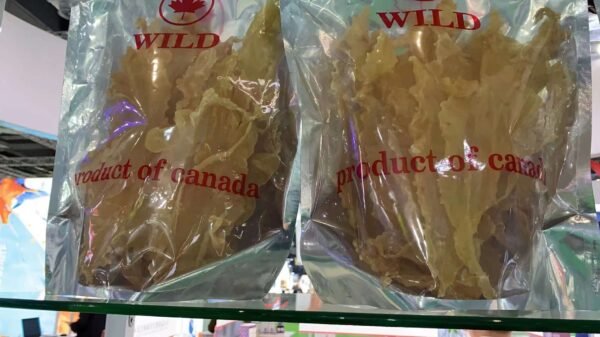 WILD
product of canada
WILD
product of canada